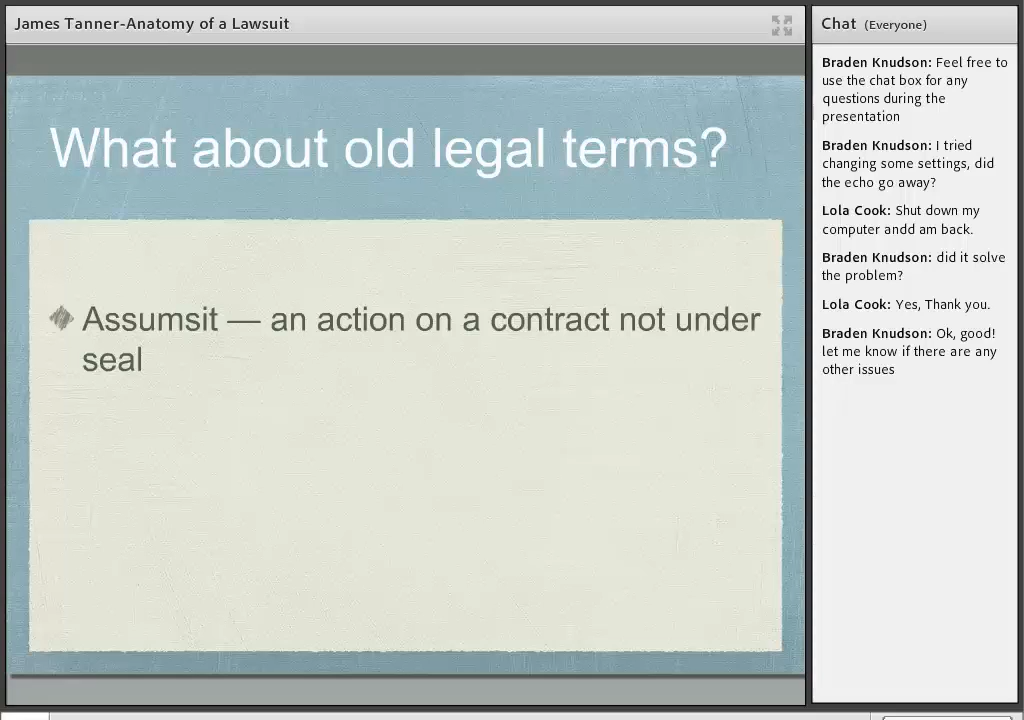 James Tanner-Anatomy of a Lawsuit
What about old legal terms?
Assumsit — an action on a contract not under
seal
Chat (Everyone)
Braden Knudson: Feel free to
use the chat box for any
questions during the
presentation
Braden Knudson: I tried
changing some settings, did
the echo go away?
Lola Cook: Shut down my
computer andd am back.
Braden Knudson: did it solve
the problem?
Lola Cook: Yes, Thank you.
Braden Knudson: Ok, good!
let me know if there are any
other issues